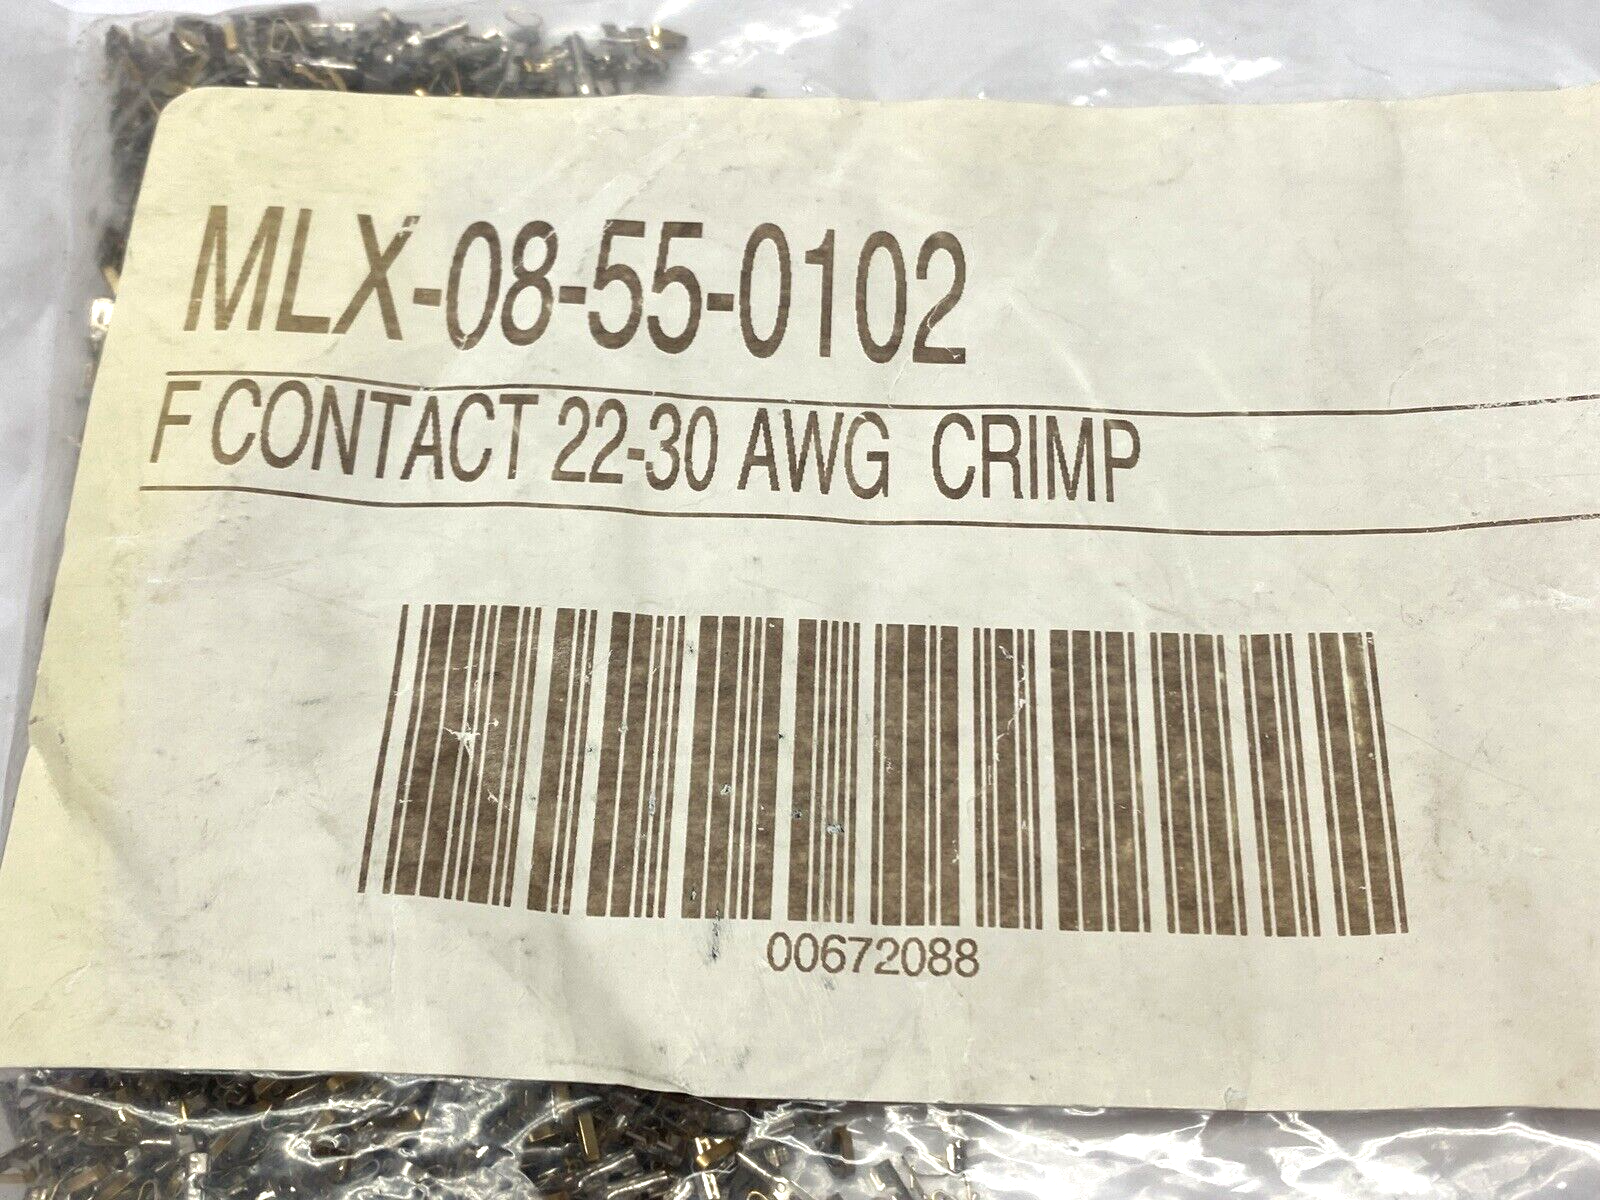 MLX-08-55-0102
F CONTACT 22-30 AWG CRIMP
00672088